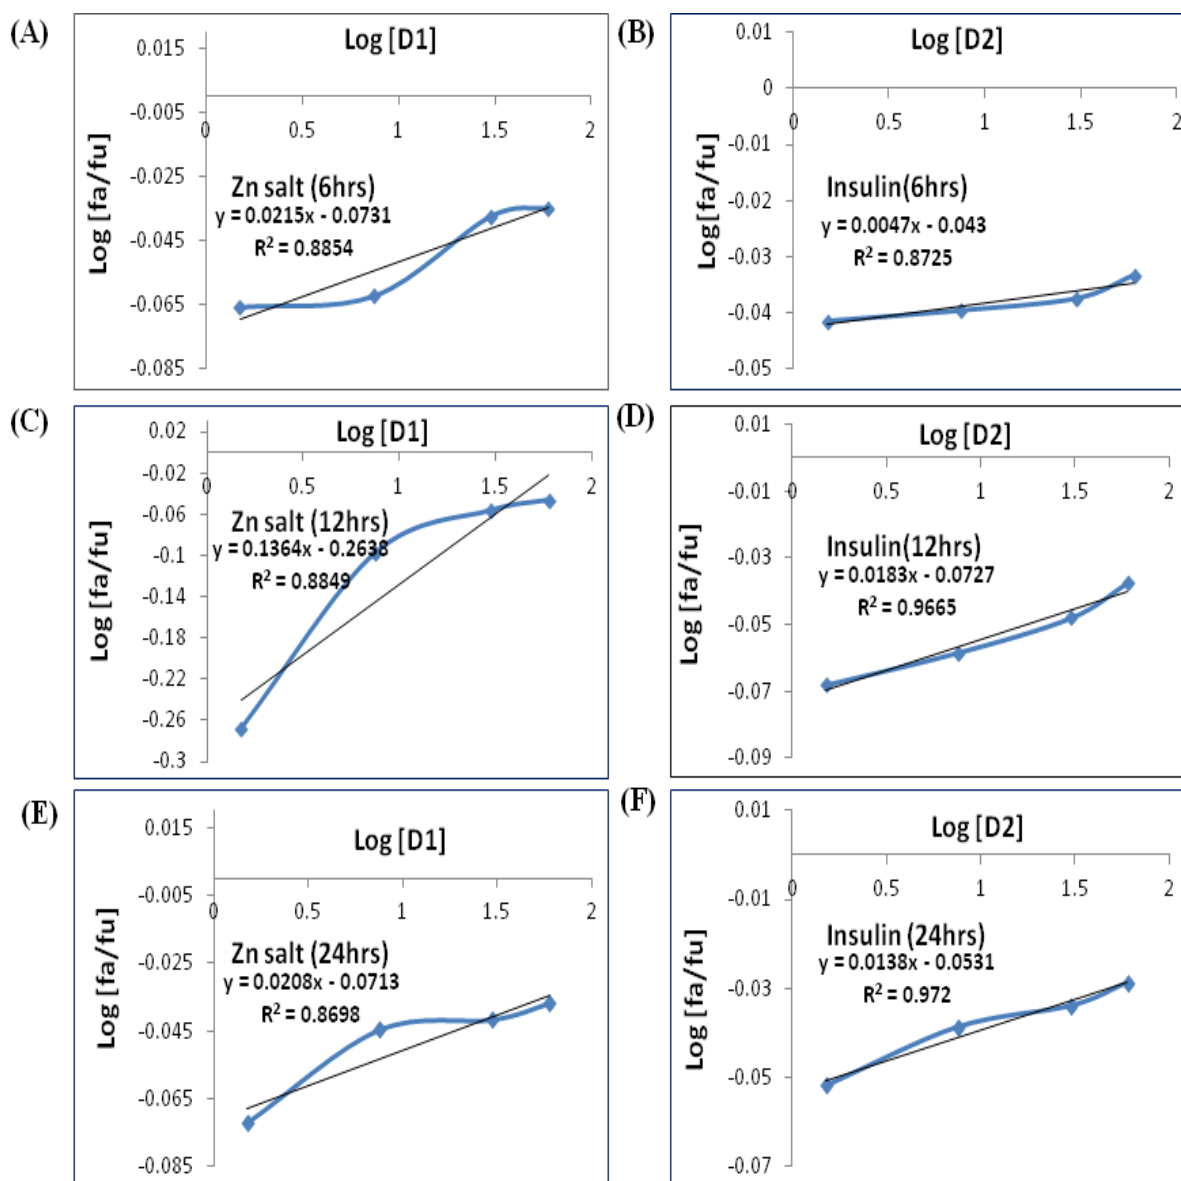 (A)
Log [D1]
0.015
-0.005
0
0.5
1
1.5
2
-0.025
-0.045
-0.065
-0.085
Log [fa/fu]
Zn salt (6hrs)
y = 0.0215x - 0.0731
R² = 0.8854
(B)
Log [D2]
0.01
0
0
0.5
1
1.5
2
-0.01
-0.02
-0.03
-0.04
-0.05
Log[fa/fu]
Insulin(6hrs)
y = 0.0047x - 0.043
R² = 0.8725
(C)
Log [D1]
0.02
-0.02
0
0.5
1
1.5
2
-0.06
-0.1
-0.14
-0.18
-0.22
-0.26
-0.3
Log [fa/fu]
Zn salt (12hrs)
y = 0.1364x - 0.2638
R² = 0.8849
(D)
Log [D2]
0.01
-0.01
0
0.5
1
1.5
2
-0.03
-0.05
-0.07
-0.09
Log [fa/fu]
Insulin(12hrs)
y = 0.0183x - 0.0727
R² = 0.9665
(E)
Log [D1]
0.015
-0.005
0
0.5
1
1.5
2
-0.025
-0.045
-0.065
-0.085
Log [fa/fu]
Zn salt (24hrs)
y = 0.0208x - 0.0713
R² = 0.8698
(F)
Log [D2]
0.01
-0.01
0
0.5
1
1.5
2
-0.03
-0.05
-0.07
Log [fa/fu]
Insulin (24hrs)
y = 0.0138x - 0.0531
R² = 0.972